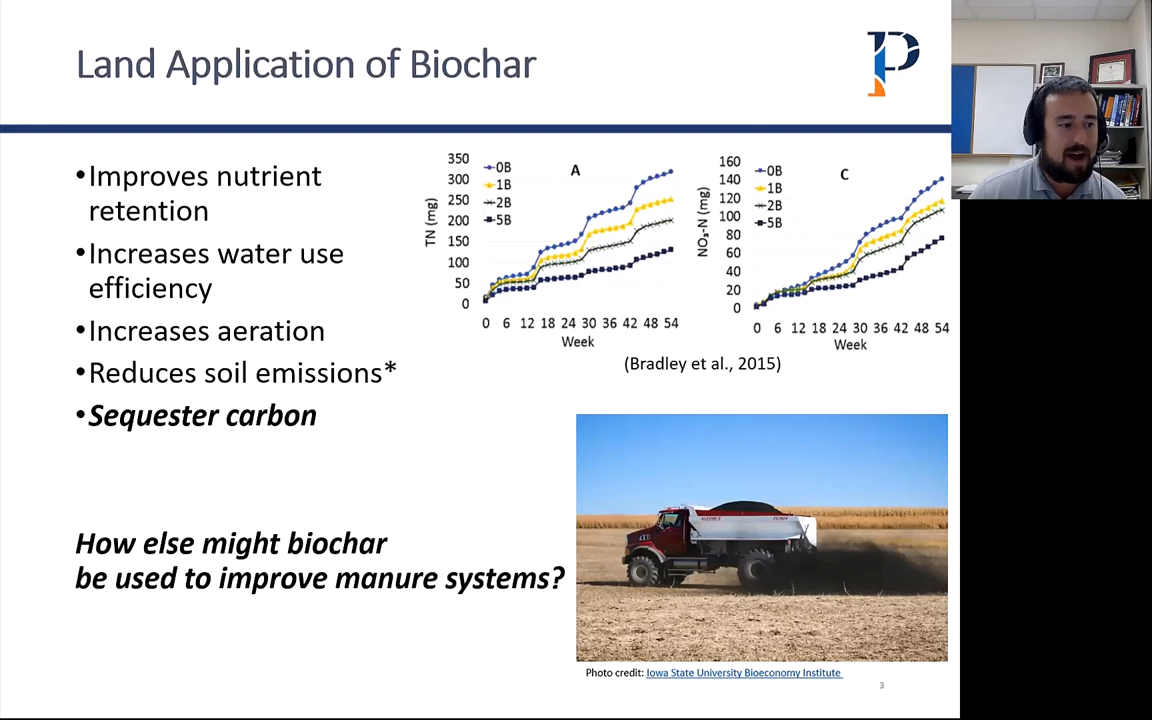 Land Application of Biochar
•Improves nutrient
retention
•Increases water use
efficiency
•Increases aeration
•Reduces soil emissions*
•Sequester carbon
How else might biochar
be used to improve manure systems?
A
0B
1B
2B
5B
TN (mg)
350
300
250
200
150
100
50
0
0 6 12 18 24 30 36 42 48 54
Week
C
0B
1B
2B
5B
NO₃-N (mg)
160
140
120
100
80
60
40
20
0
0 6 12 18 24 30 36 42 48 54
Week
(Bradley et al., 2015)
Photo credit: Iowa State University Bioeconomy Institute
3